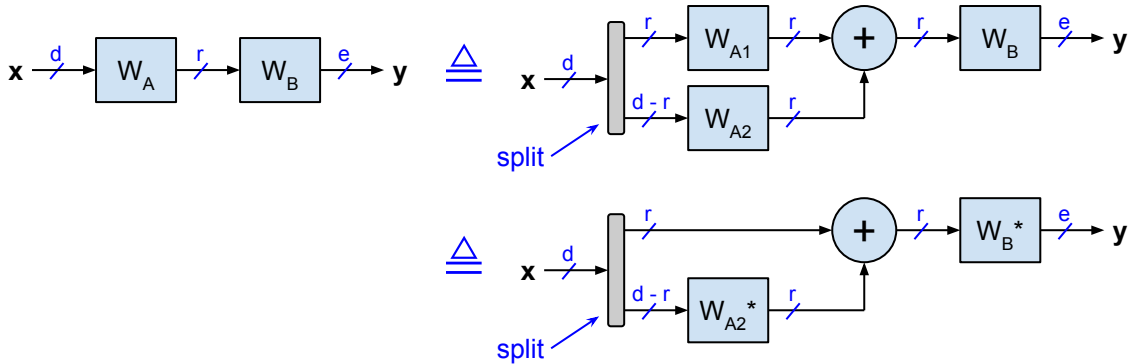 x d W_A r W_B e y ≜ x d r W_A1 r + r W_B e y
d - r W_A2 r
split
≜ x d r + r W_B* e y
d - r W_A2* r
split